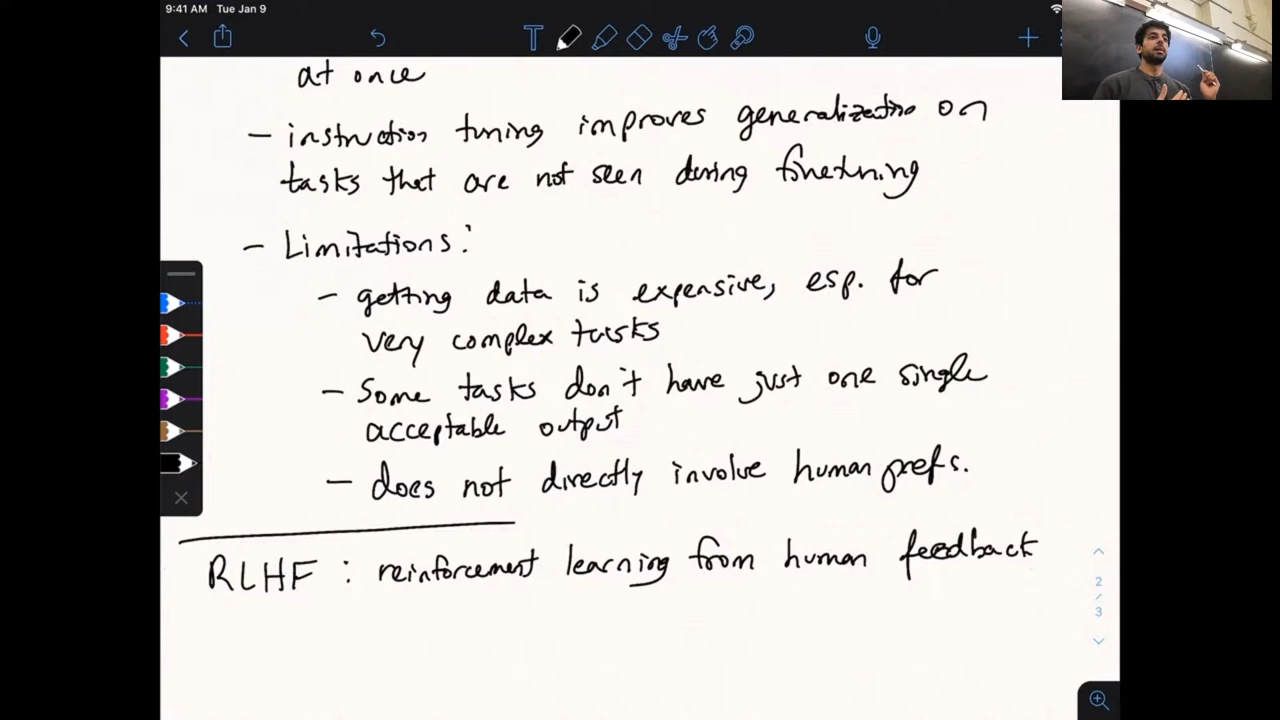 9:41 AM Tue Jan 9
at once
- instruction tuning improves generalization on
tasks that are not seen during finetuning
- Limitations:
- getting data is expensive, esp. for
very complex tasks
- Some tasks don't have just one single
acceptable output
- does not directly involve human prefs.
RLHF : reinforcement learning from human feedback
2
/
3